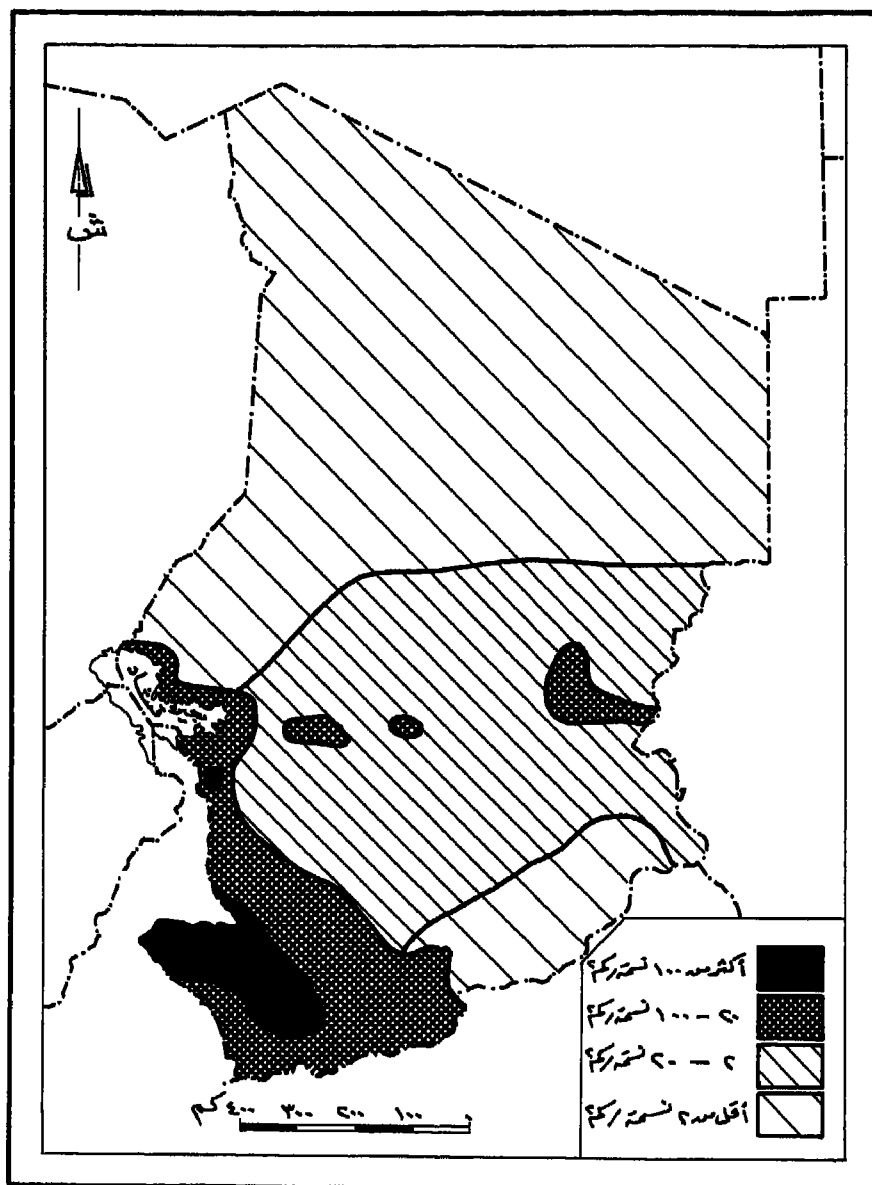 ش
أكثر من ١٠٠ نسمة/كم٢
٢٠ – ١٠٠ نسمة/كم٢
٢ – ٢٠ نسمة/كم٢
أقل من ٢ نسمة/كم٢
٤٠٠ كم ٣٠٠ ٢٠٠ ١٠٠ ٠